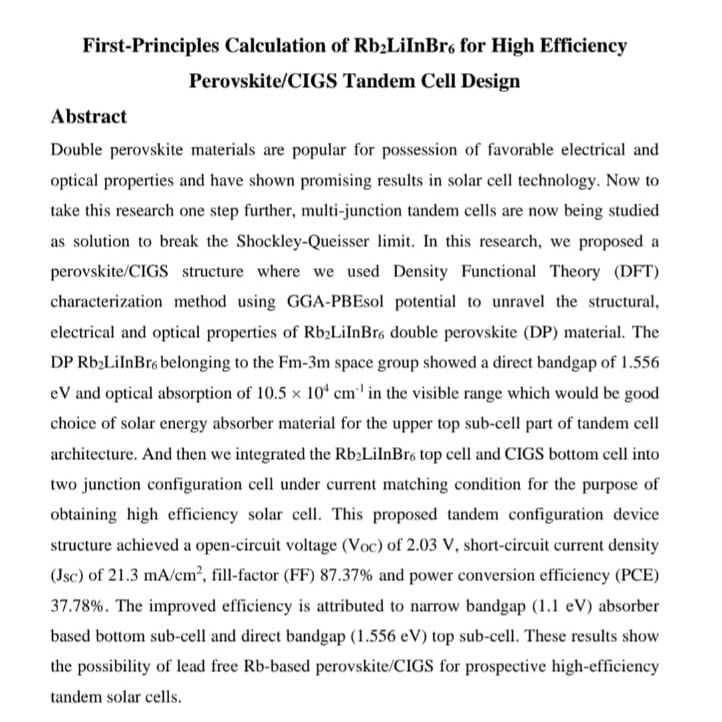 First-Principles Calculation of Rb₂LiInBr₆ for High Efficiency
Perovskite/CIGS Tandem Cell Design
Abstract
Double perovskite materials are popular for possession of favorable electrical and
optical properties and have shown promising results in solar cell technology. Now to
take this research one step further, multi-junction tandem cells are now being studied
as solution to break the Shockley-Queisser limit. In this research, we proposed a
perovskite/CIGS structure where we used Density Functional Theory (DFT)
characterization method using GGA-PBEsol potential to unravel the structural,
electrical and optical properties of Rb₂LiInBr₆ double perovskite (DP) material. The
DP Rb₂LiInBr₆ belonging to the Fm-3m space group showed a direct bandgap of 1.556
eV and optical absorption of 10.5 × 10⁴ cm⁻¹ in the visible range which would be good
choice of solar energy absorber material for the upper top sub-cell part of tandem cell
architecture. And then we integrated the Rb₂LiInBr₆ top cell and CIGS bottom cell into
two junction configuration cell under current matching condition for the purpose of
obtaining high efficiency solar cell. This proposed tandem configuration device
structure achieved a open-circuit voltage (Voc) of 2.03 V, short-circuit current density
(Jsc) of 21.3 mA/cm², fill-factor (FF) 87.37% and power conversion efficiency (PCE)
37.78%. The improved efficiency is attributed to narrow bandgap (1.1 eV) absorber
based bottom sub-cell and direct bandgap (1.556 eV) top sub-cell. These results show
the possibility of lead free Rb-based perovskite/CIGS for prospective high-efficiency
tandem solar cells.